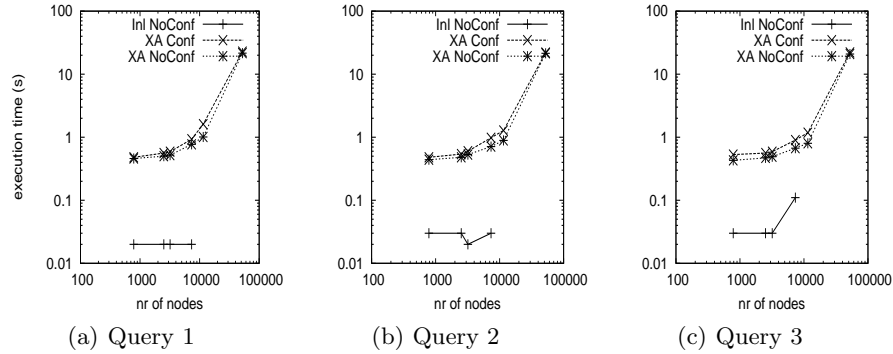 Inl NoConf
XA Conf
XA NoConf
100
10
1
0.1
0.01
execution time (s)
100 1000 10000 100000
nr of nodes
(a) Query 1
Inl NoConf
XA Conf
XA NoConf
100
10
1
0.1
0.01
100 1000 10000 100000
nr of nodes
(b) Query 2
Inl NoConf
XA Conf
XA NoConf
100
10
1
0.1
0.01
100 1000 10000 100000
nr of nodes
(c) Query 3